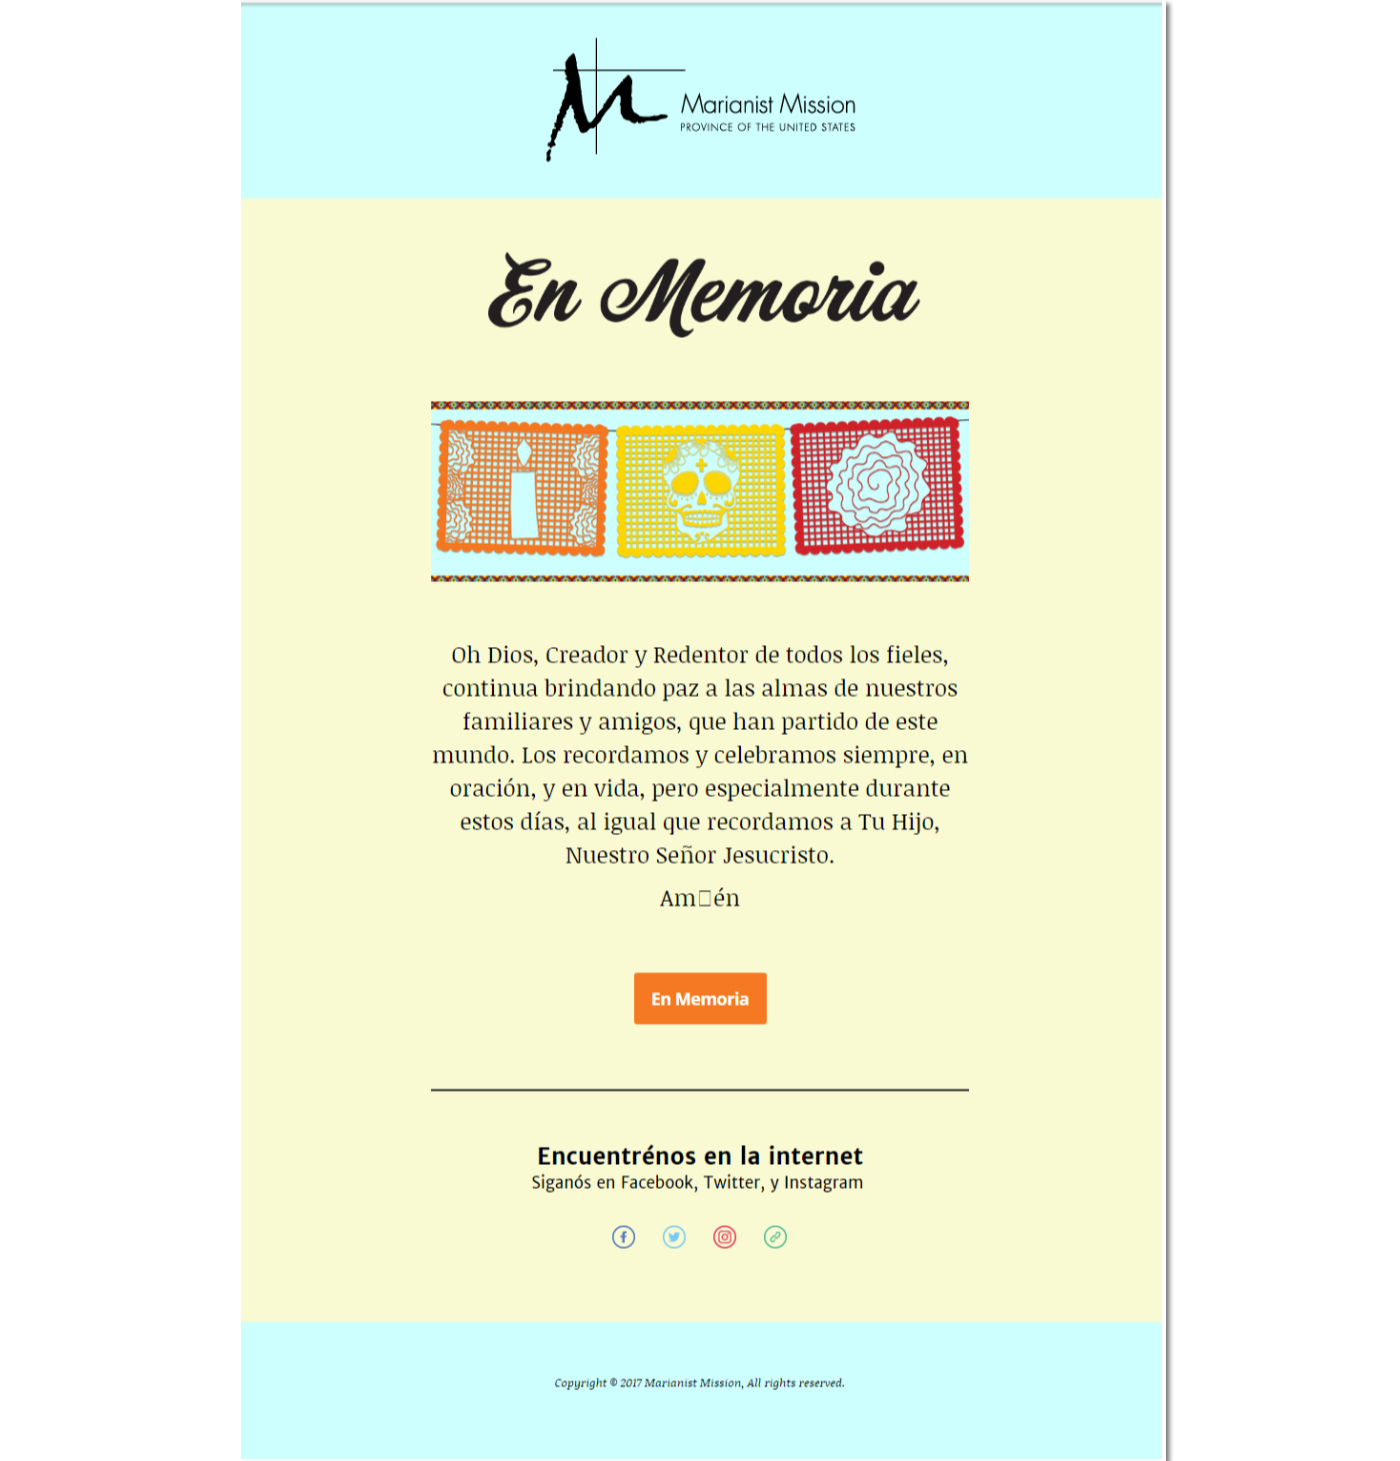 Marianist Mission
PROVINCE OF THE UNITED STATES
En Memoria
Oh Dios, Creador y Redentor de todos los fieles,
continua brindando paz a las almas de nuestros
familiares y amigos, que han partido de este
mundo. Los recordamos y celebramos siempre, en
oración, y en vida, pero especialmente durante
estos días, al igual que recordamos a Tu Hijo,
Nuestro Señor Jesucristo.
Am□én
En Memoria
Encuentrénos en la internet
Siganós en Facebook, Twitter, y Instagram
Copyright © 2017 Marianist Mission, All rights reserved.